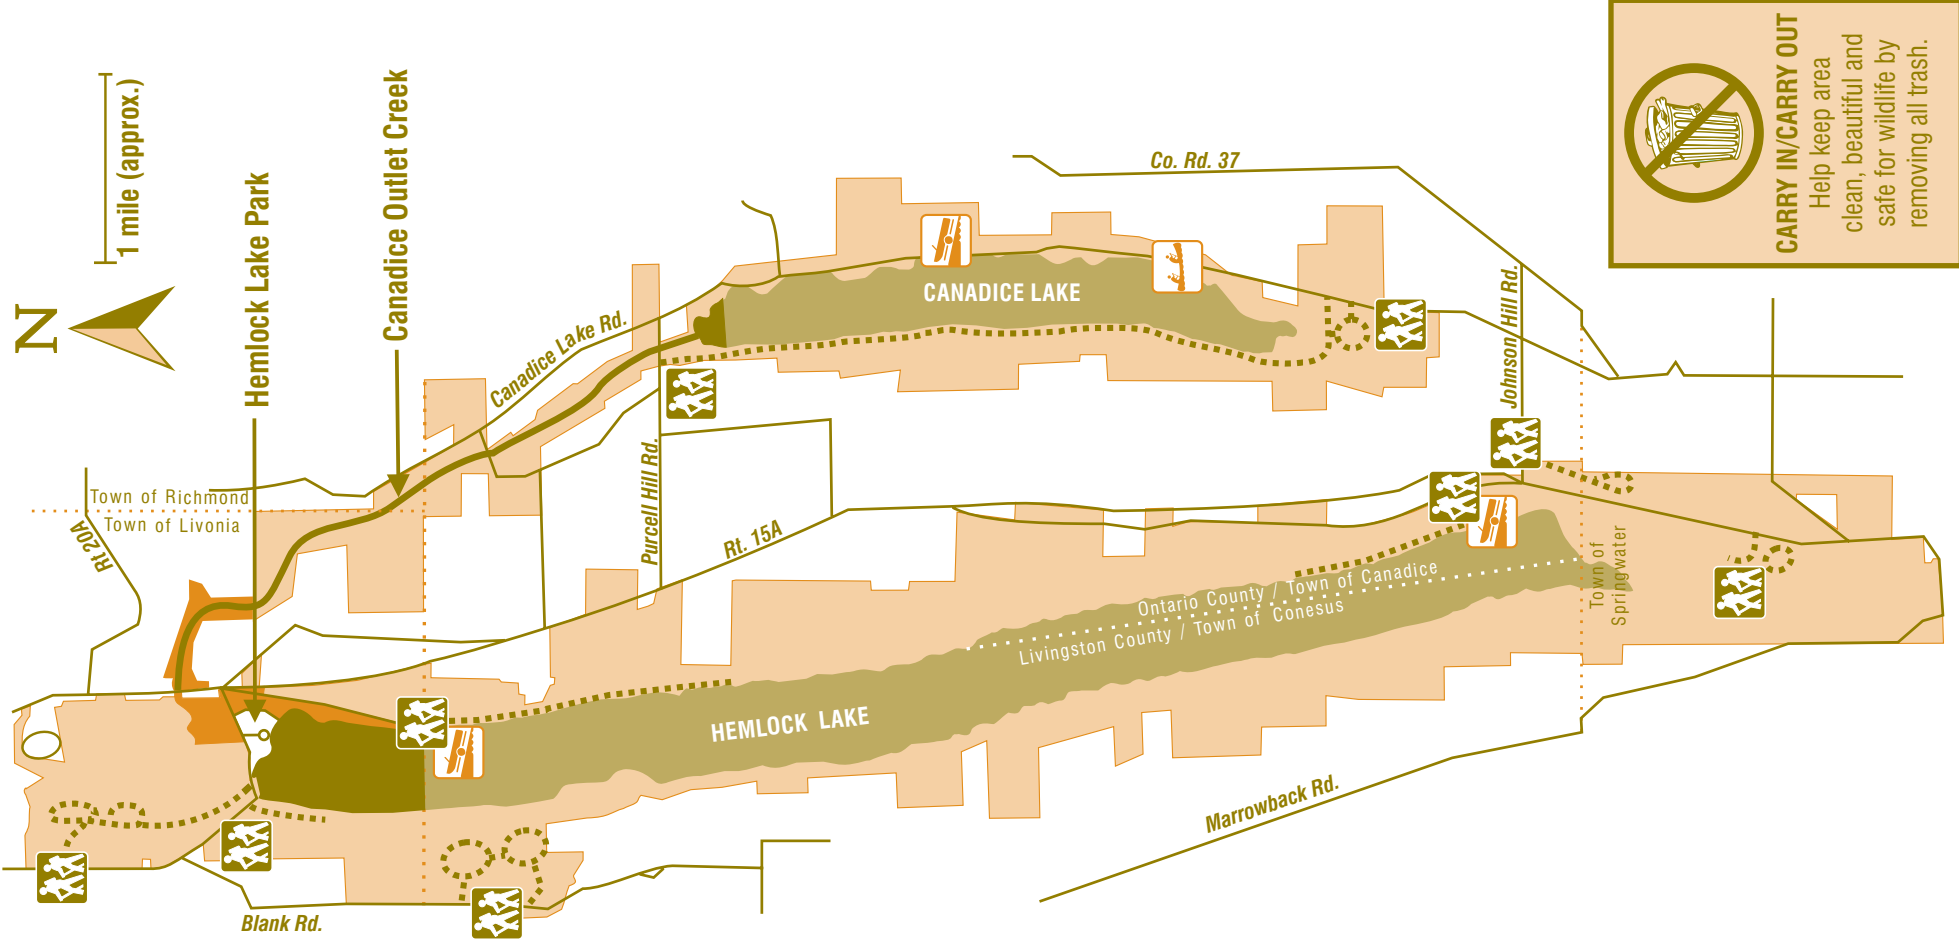 N
1 mile (approx.)
Hemlock Lake Park
Canadice Outlet Creek
Co. Rd. 37
CANADICE LAKE
Canadice Lake Rd.
Johnson Hill Rd.
Purcell Hill Rd.
Rt. 15A
Town of Richmond
Town of Livonia
Rt 20A
Ontario County / Town of Canadice
Livingston County / Town of Conesus
Town of
Springwater
HEMLOCK LAKE
Marrowback Rd.
Blank Rd.
CARRY IN/CARRY OUT
Help keep area
clean, beautiful and
safe for wildlife by
removing all trash.